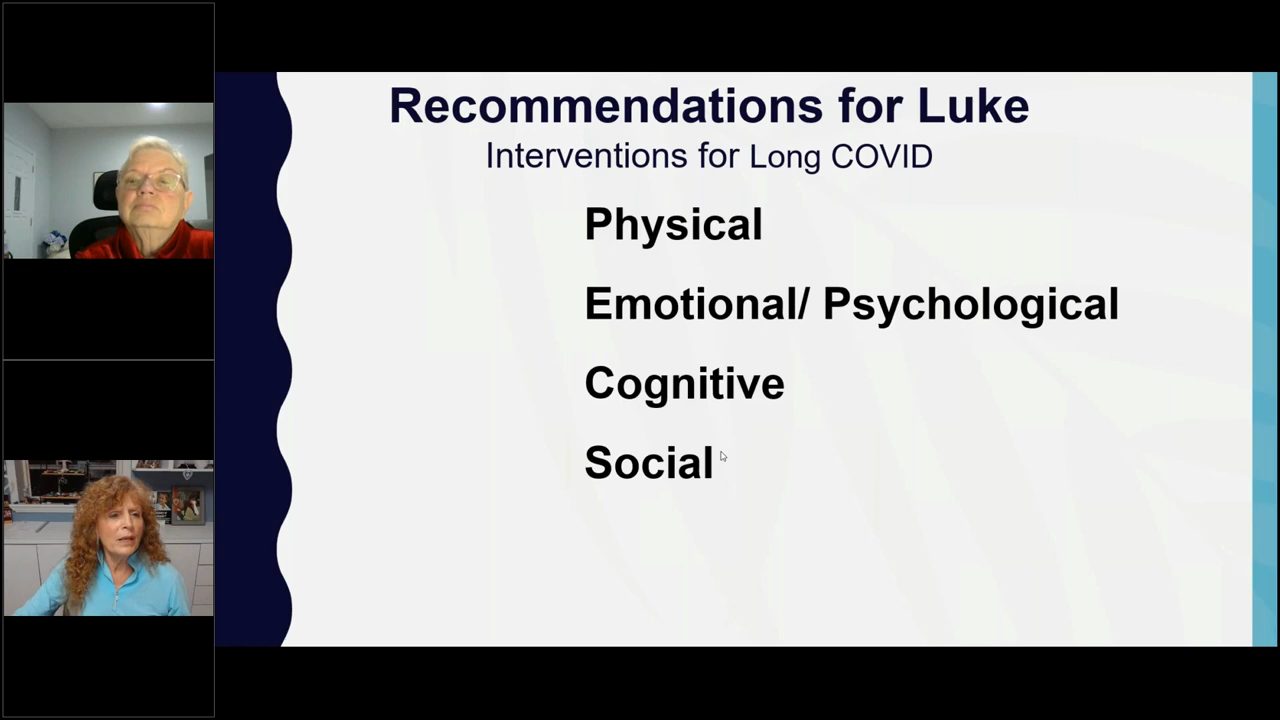 Recommendations for Luke
Interventions for Long COVID
Physical
Emotional/ Psychological
Cognitive
Social